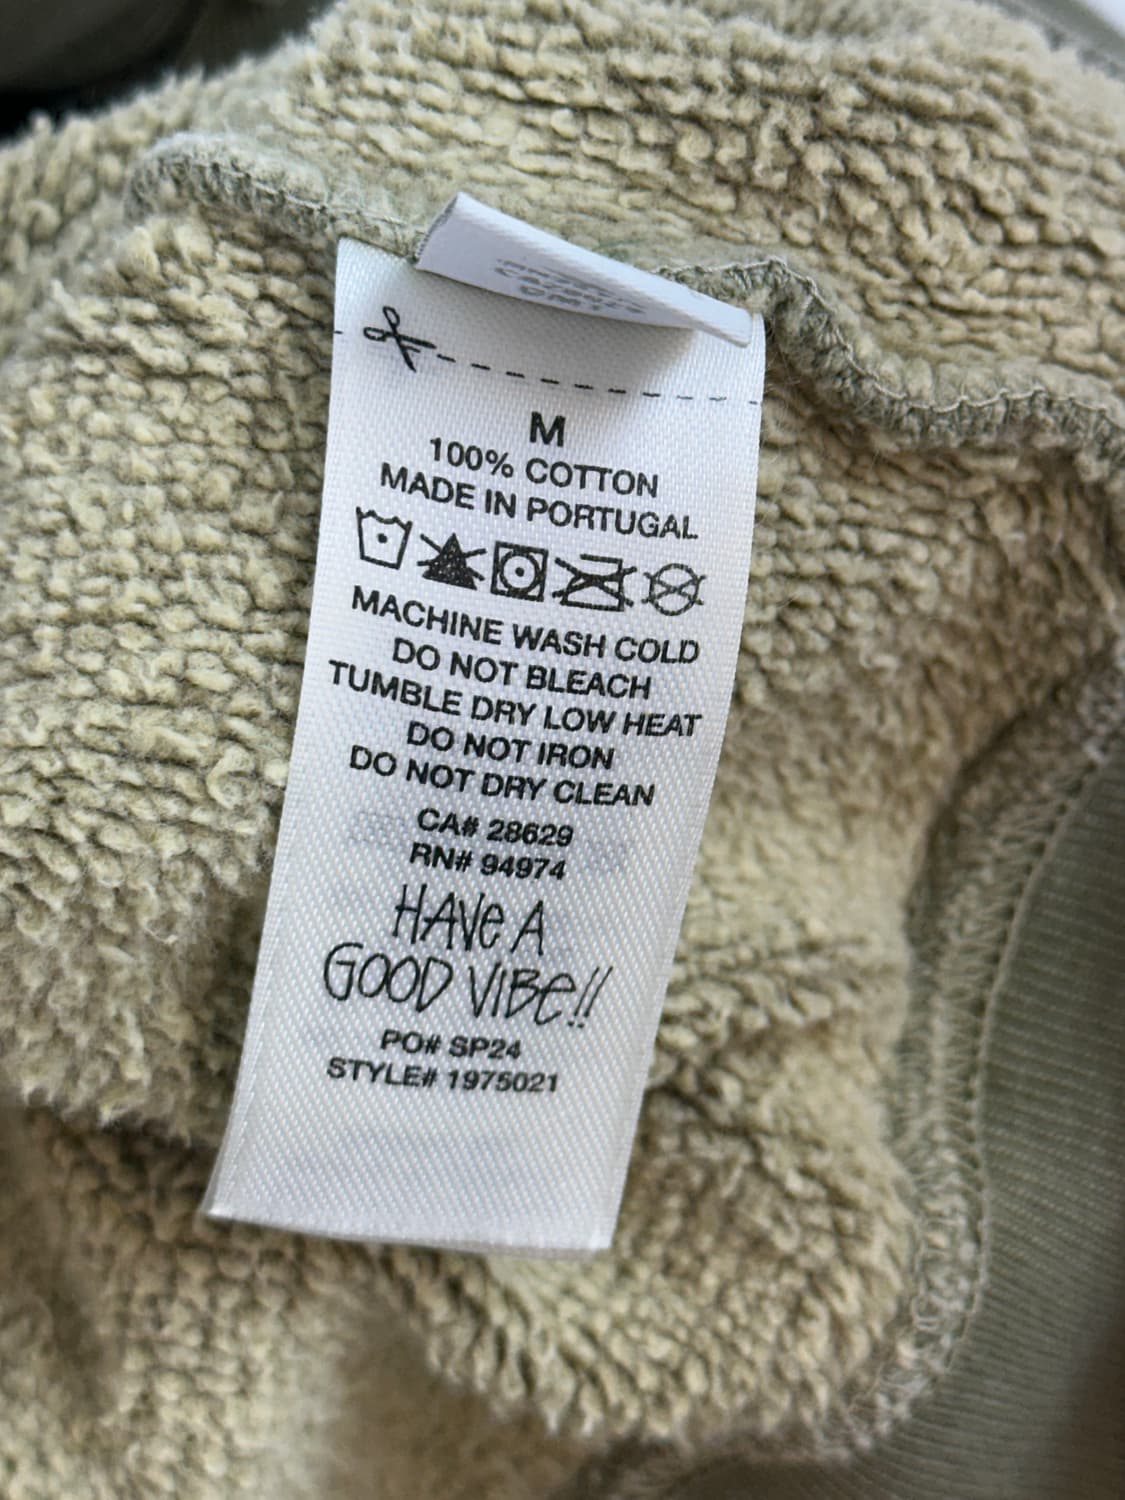 M
100% COTTON
MADE IN PORTUGAL
MACHINE WASH COLD
DO NOT BLEACH
TUMBLE DRY LOW HEAT
DO NOT IRON
DO NOT DRY CLEAN
CA# 28629
RN# 94974
HAVE A
GOOD VIBE!!
PO# SP24
STYLE# 1975021